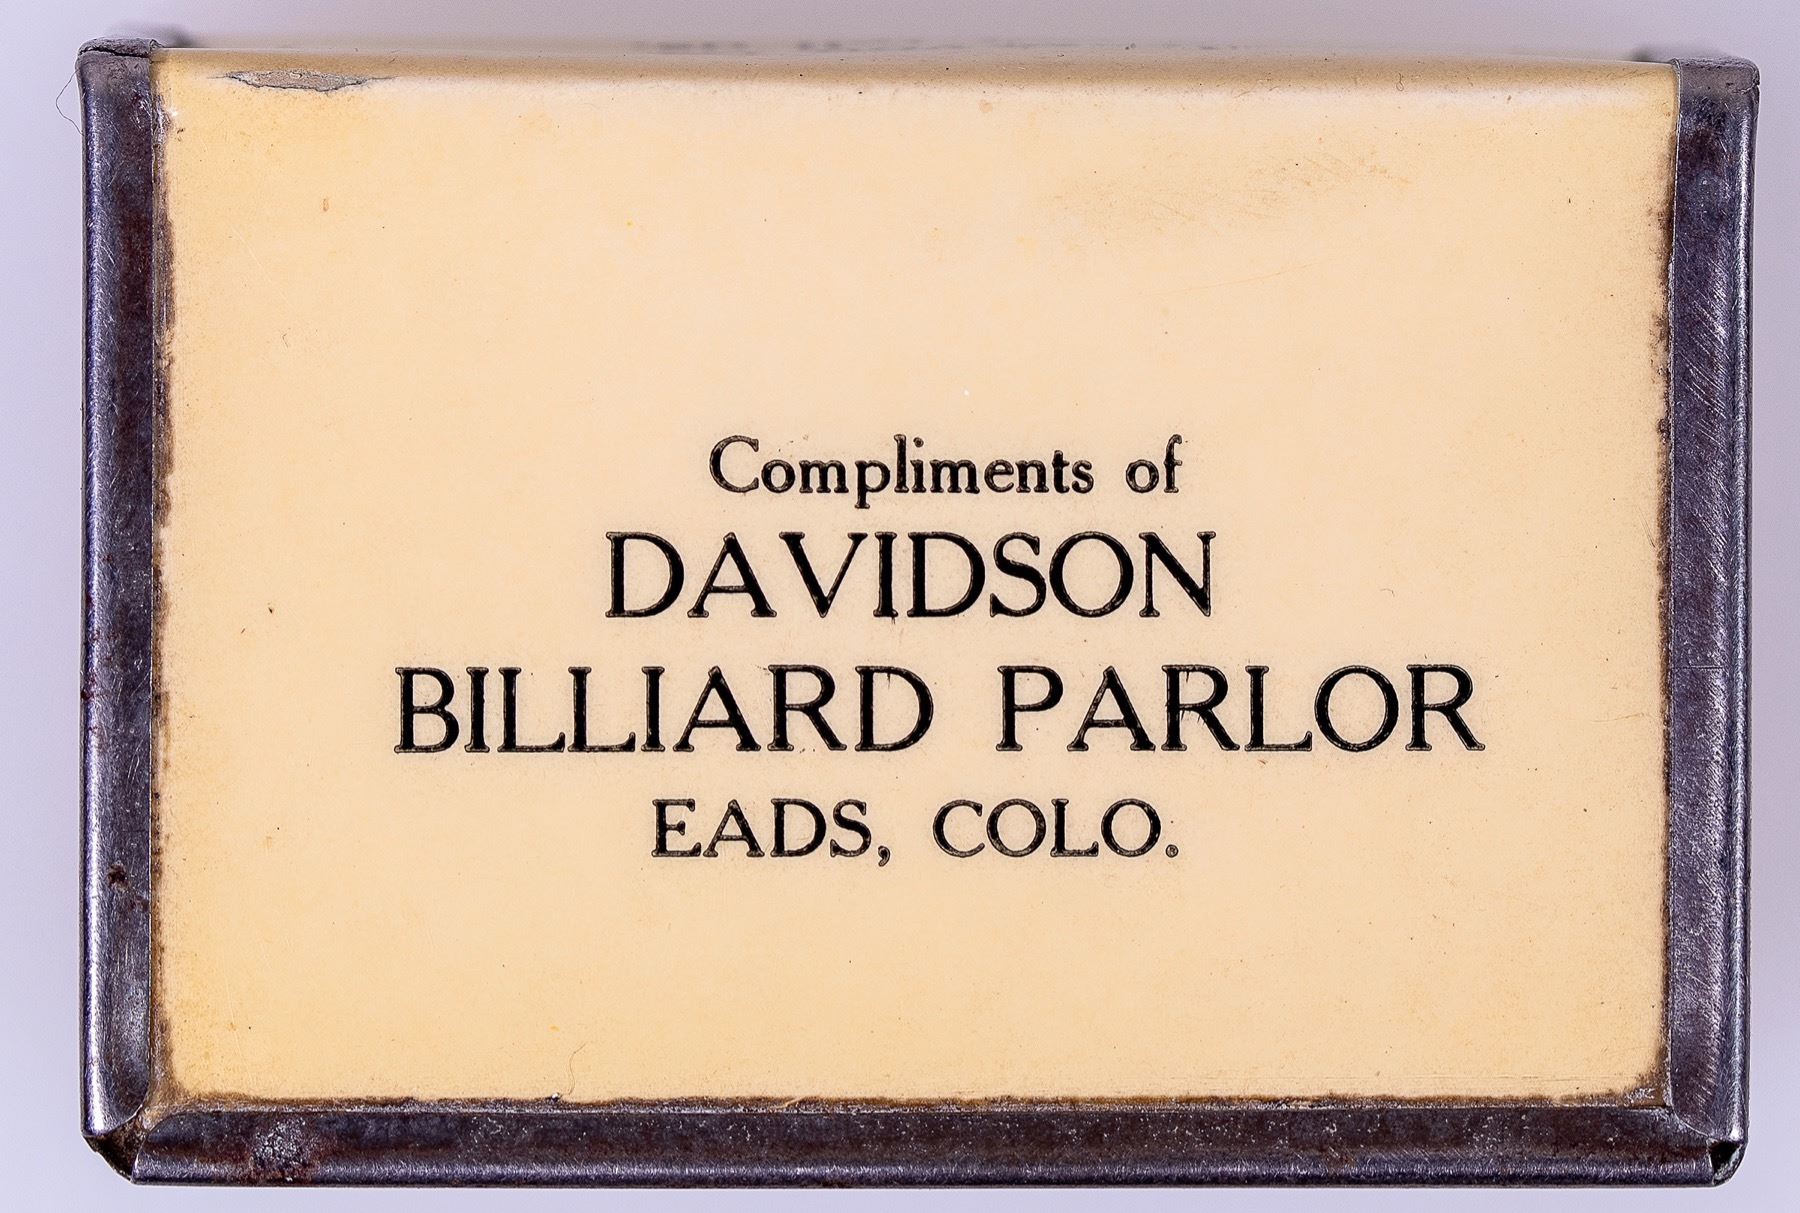 Compliments of
DAVIDSON
BILLIARD PARLOR
EADS, COLO.